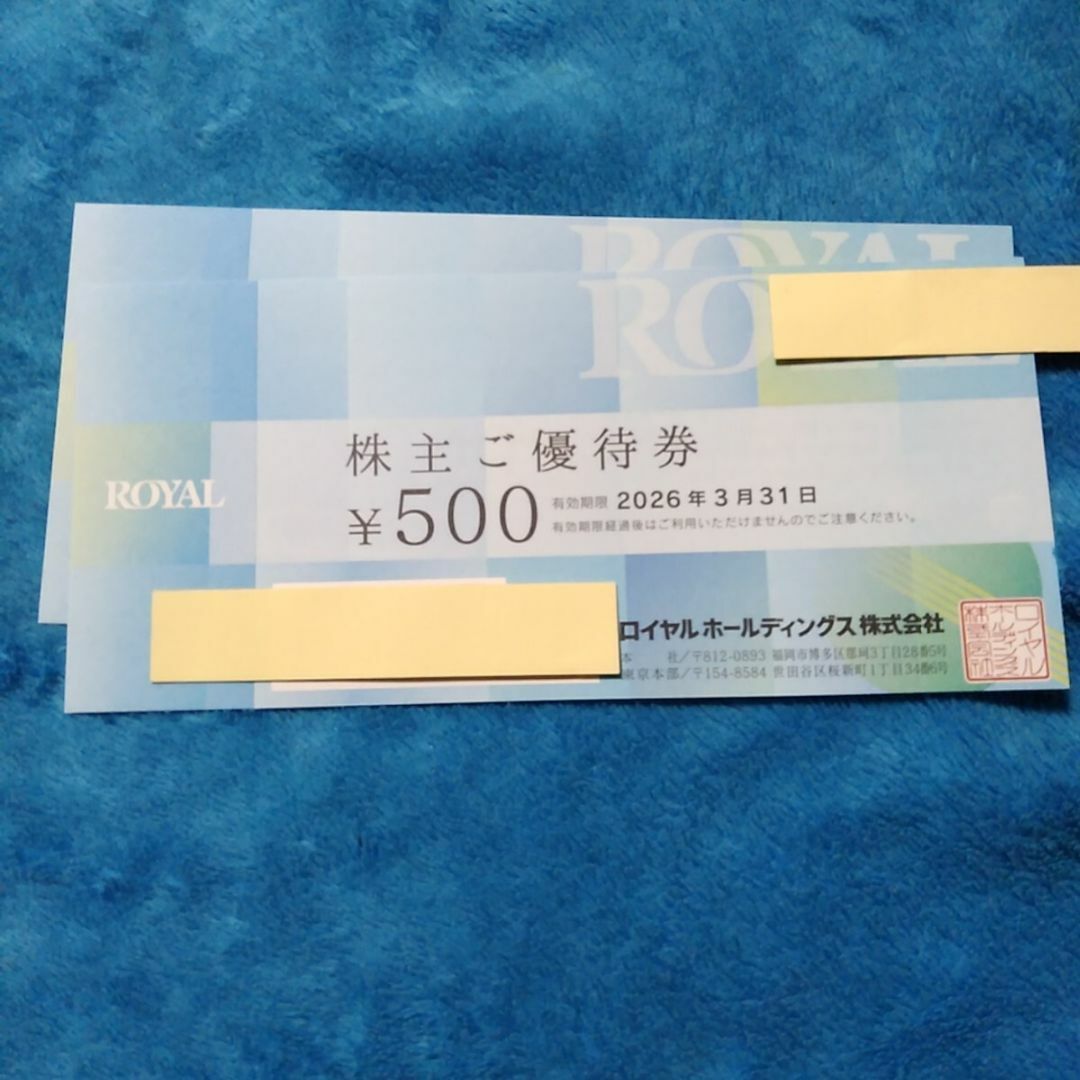 ROYAL
ROYAL
株主ご優待券
ROYAL
¥500
有効期限 2026年3月31日
有効期限経過後はご利用いただけませんのでご注意ください。
ロイヤルホールディングス株式会社
本 社/〒812-0893 福岡市博多区那珂3丁目28番5号
東京本部/〒154-8584 世田谷区桜新町1丁目34番6号